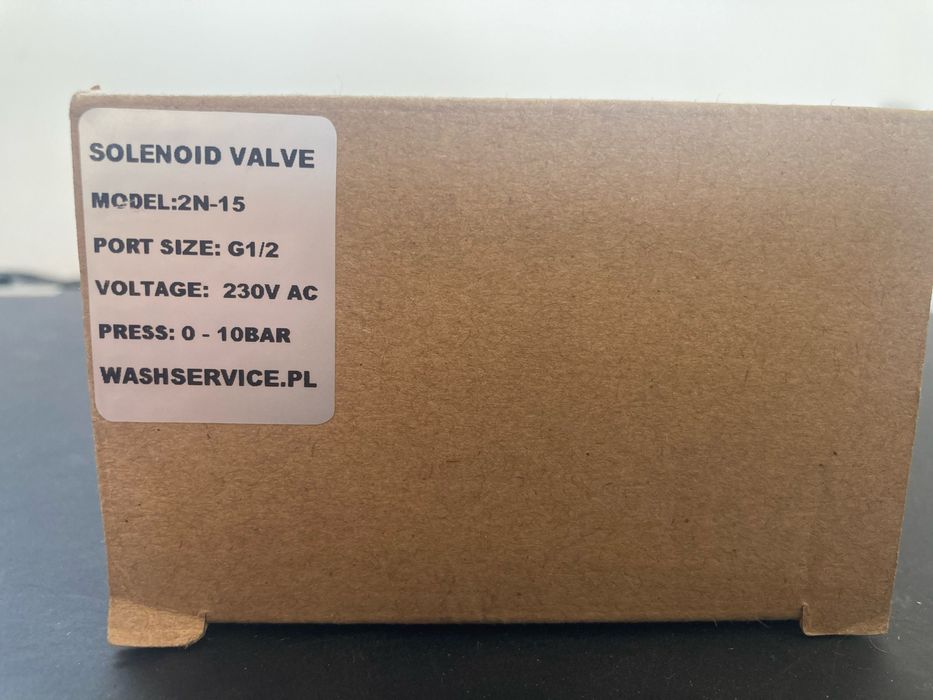 SOLENOID VALVE
MODEL:2N-15
PORT SIZE: G1/2
VOLTAGE: 230V AC
PRESS: 0 - 10BAR
WASHSERVICE.PL